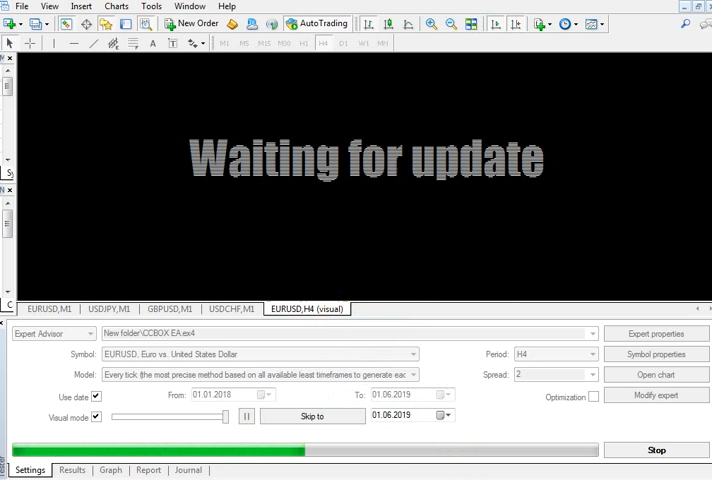 File View Insert Charts Tools Window Help
New Order AutoTrading
A T M1 M5 M15 M30 H1 H4 D1 W1 MN
Waiting for update
EURUSD,M1 USDJPY,M1 GBPUSD,M1 USDCHF,M1 EURUSD,H4 (visual)
Expert Advisor New folder\CCBOX EA.ex4 Expert properties
Symbol: EURUSD, Euro vs. United States Dollar Period: H4 Symbol properties
Model: Every tick (the most precise method based on all available least timeframes to generate eac Spread: 2 Open chart
Use date From: 01.01.2018 To: 01.06.2019 Optimization Modify expert
Visual mode Skip to 01.06.2019
Stop
Settings Results Graph Report Journal
Tester